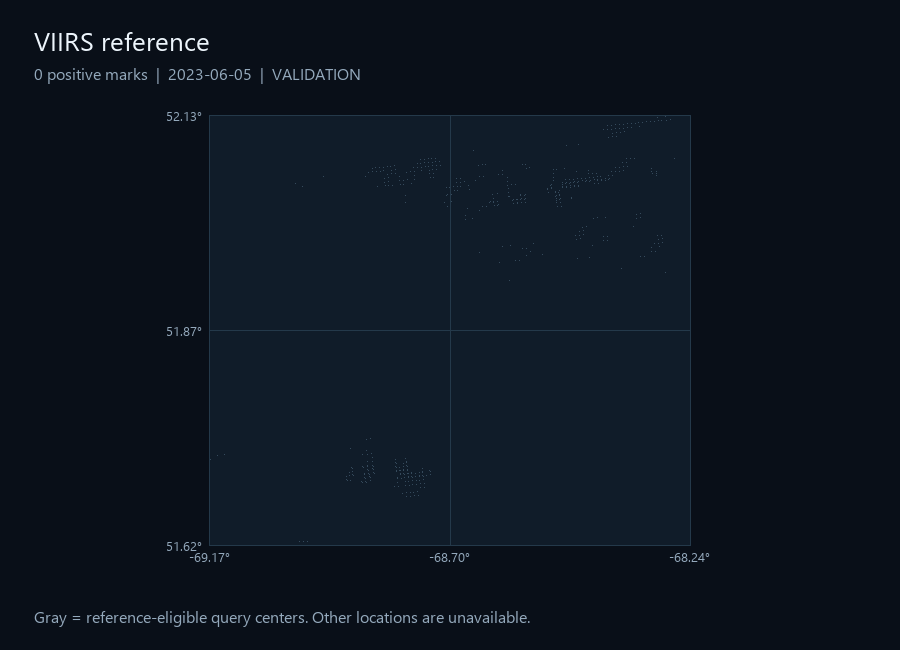 VIIRS reference
0 positive marks | 2023-06-05 | VALIDATION
52.13°
51.87°
51.62°
-69.17°
-68.70°
-68.24°
Gray = reference-eligible query centers. Other locations are unavailable.